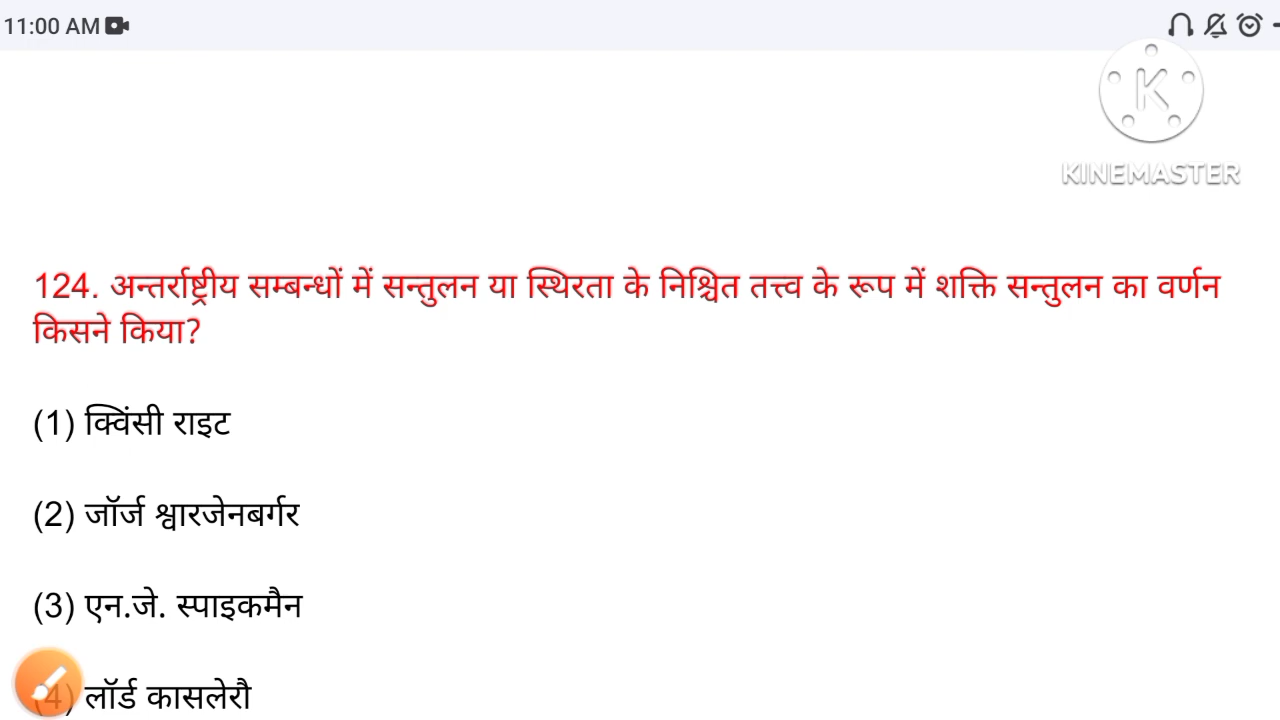 11:00 AM
K
KINEMASTER
124. अन्तर्राष्ट्रीय सम्बन्धों में सन्तुलन या स्थिरता के निश्चित तत्त्व के रूप में शक्ति सन्तुलन का वर्णन
किसने किया?
(1) क्विंसी राइट
(2) जॉर्ज श्वारजेनबर्गर
(3) एन.जे. स्पाइकमैन
(4) लॉर्ड कासलेरौ